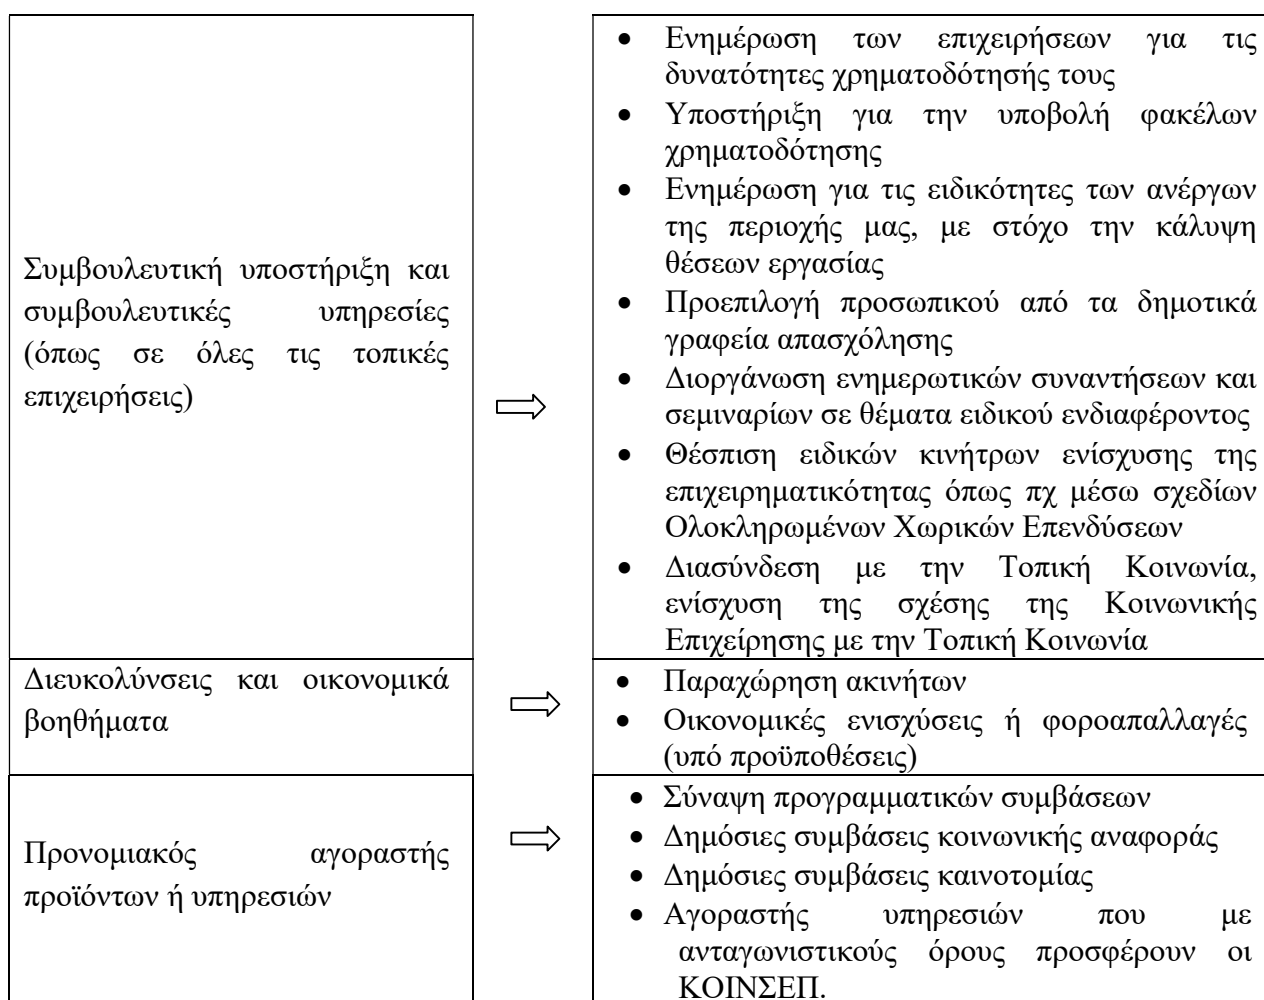 Συμβουλευτική υποστήριξη και
συμβουλευτικές υπηρεσίες
(όπως σε όλες τις τοπικές
επιχειρήσεις)
• Ενημέρωση των επιχειρήσεων για τις
δυνατότητες χρηματοδότησής τους
• Υποστήριξη για την υποβολή φακέλων
χρηματοδότησης
• Ενημέρωση για τις ειδικότητες των ανέργων
της περιοχής μας, με στόχο την κάλυψη
θέσεων εργασίας
• Προεπιλογή προσωπικού από τα δημοτικά
γραφεία απασχόλησης
• Διοργάνωση ενημερωτικών συναντήσεων και
σεμιναρίων σε θέματα ειδικού ενδιαφέροντος
• Θέσπιση ειδικών κινήτρων ενίσχυσης της
επιχειρηματικότητας όπως πχ μέσω σχεδίων
Ολοκληρωμένων Χωρικών Επενδύσεων
• Διασύνδεση με την Τοπική Κοινωνία,
ενίσχυση της σχέσης της Κοινωνικής
Επιχείρησης με την Τοπική Κοινωνία
Διευκολύνσεις και οικονομικά
βοηθήματα
• Παραχώρηση ακινήτων
• Οικονομικές ενισχύσεις ή φοροαπαλλαγές
(υπό προϋποθέσεις)
Προνομιακός αγοραστής
προϊόντων ή υπηρεσιών
• Σύναψη προγραμματικών συμβάσεων
• Δημόσιες συμβάσεις κοινωνικής αναφοράς
• Δημόσιες συμβάσεις καινοτομίας
• Αγοραστής υπηρεσιών που με
ανταγωνιστικούς όρους προσφέρουν οι
ΚΟΙΝΣΕΠ.